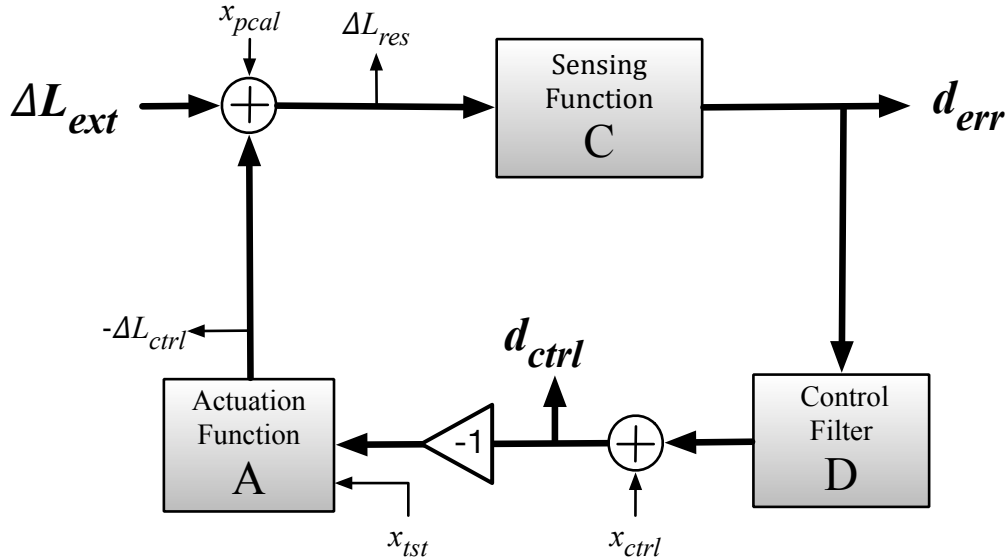 x_pcal
ΔL_res
ΔL_ext
Sensing
Function
C
d_err
-ΔL_ctrl
d_ctrl
Actuation
Function
A
-1
Control
Filter
D
x_tst
x_ctrl